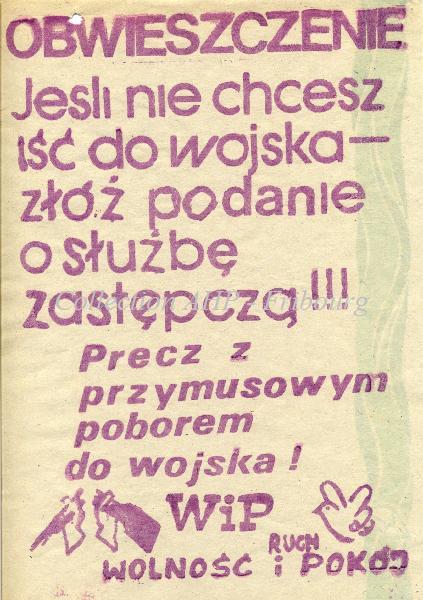 OBWIESZCZENIE
Jeśli nie chcesz
iść do wojska—
złóż podanie
o służbę
zastępczą!!!
Collection AHP - Fribourg
Precz z
przymusowym
poborem
do wojska!
WiP
RUCH
WOLNOŚĆ i POKÓJ